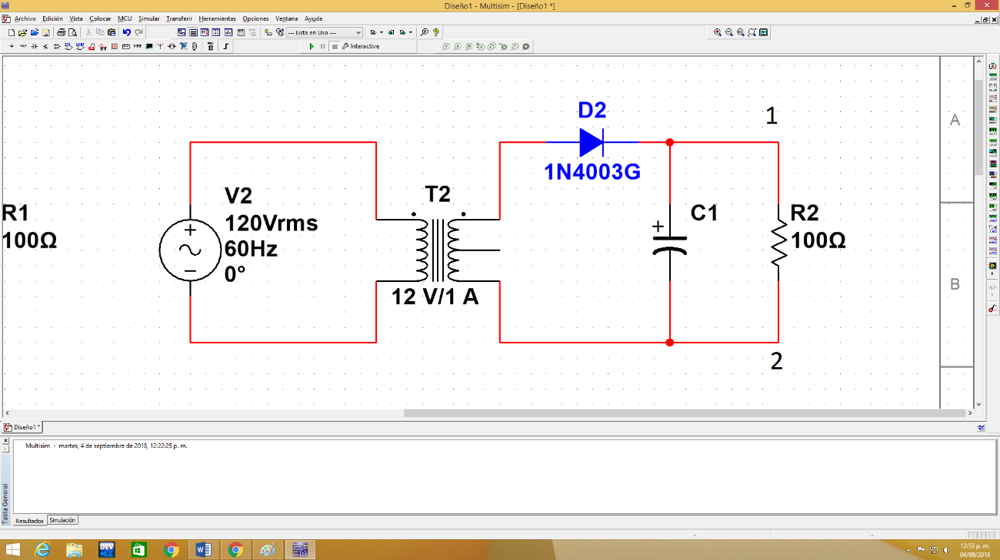 Diseño1 - Multisim - [Diseño1 *]
Archivo Edición Vista Colocar MCU Simular Transferir Herramientas Opciones Ventana Ayuda
--- Lista en Uso ---
Interactive
D2
1
1N4003G
A
V2
T2
R1
120Vrms
C1
R2
100Ω
60Hz
100Ω
0°
12 V/1 A
B
2
Diseño1 *
Multisim - martes, 4 de septiembre de 2018, 12:22:25 p. m.
Tabla General
Resultados Simulación
DEV
12:53 p. m.
04/09/2018